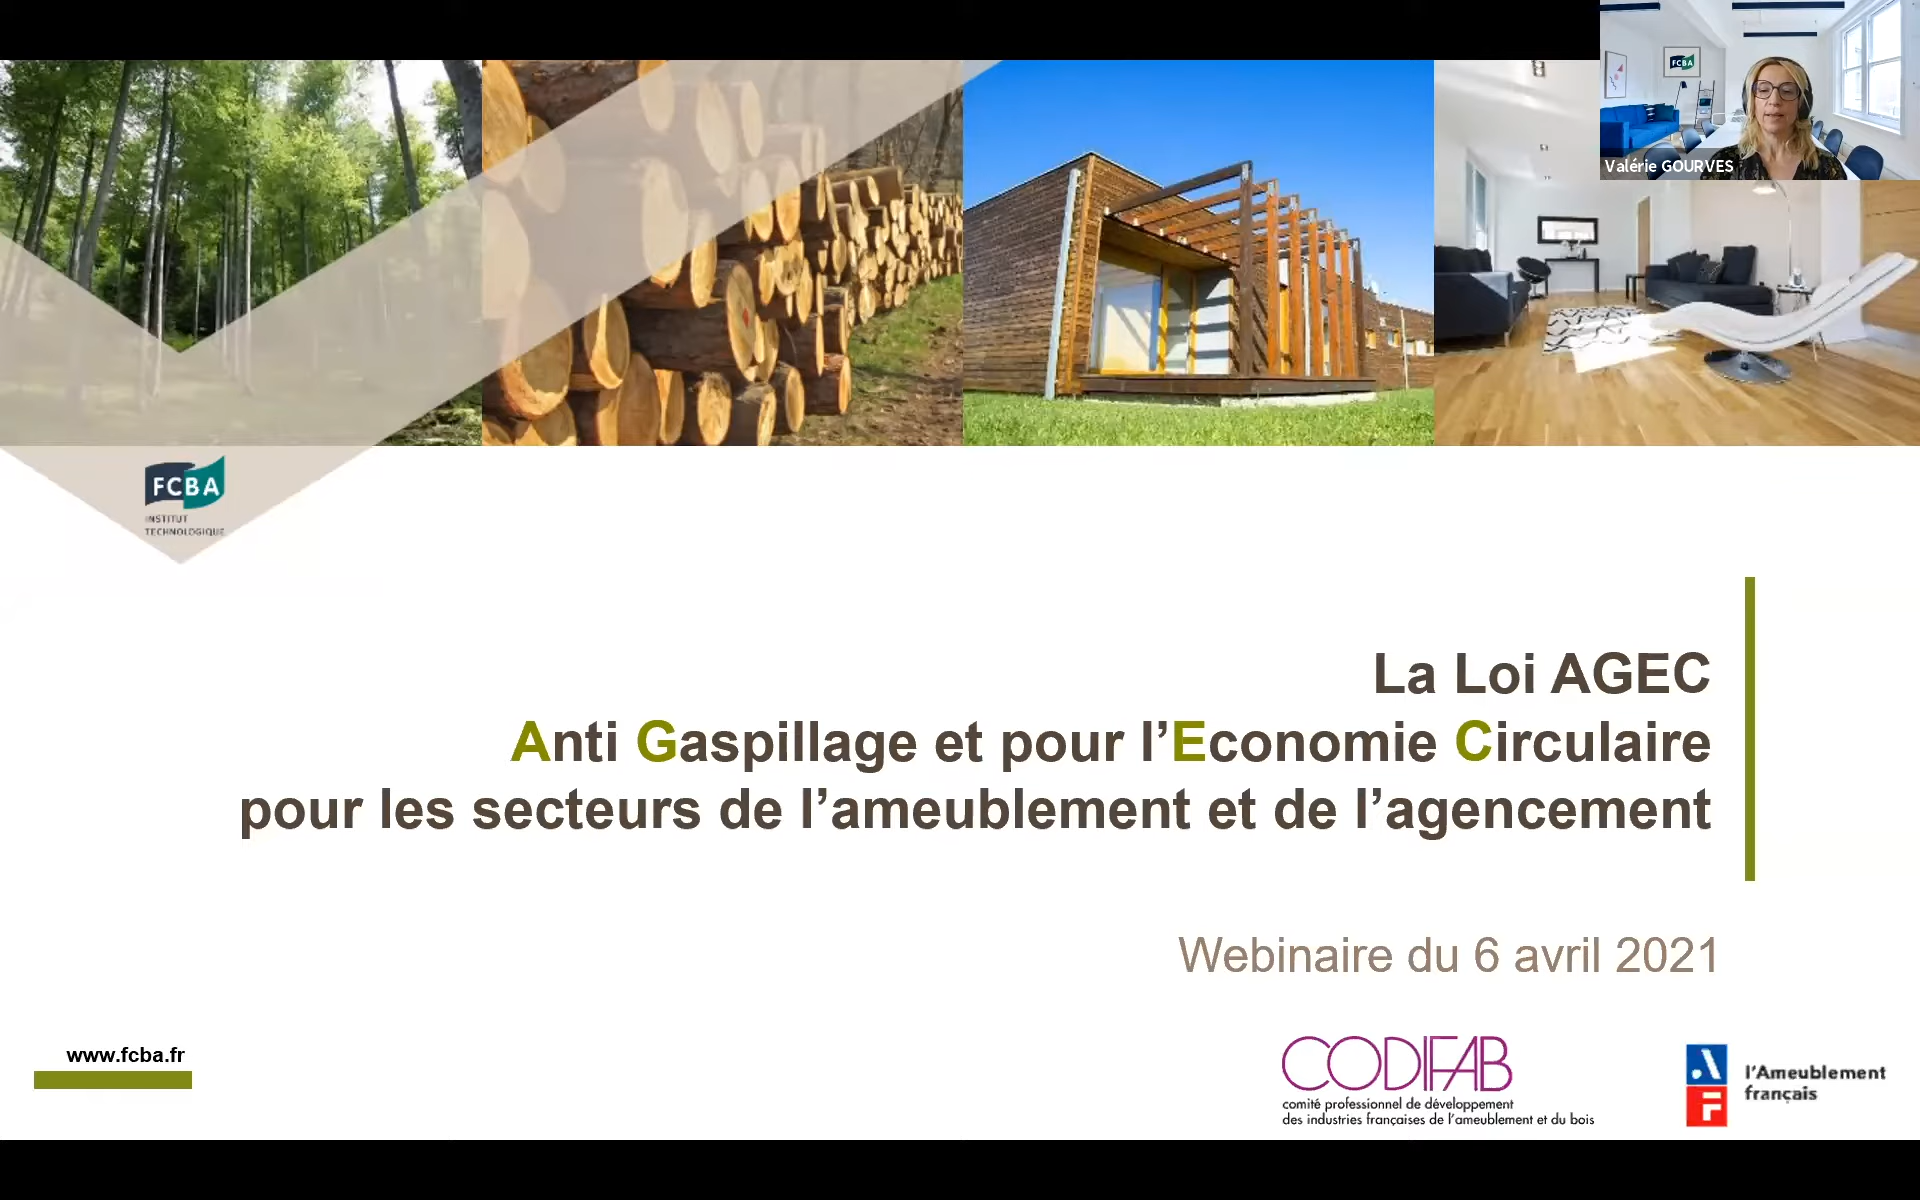 FCBA
Valérie GOURVES
FCBA
INSTITUT
TECHNOLOGIQUE
La Loi AGEC
Anti Gaspillage et pour l’Economie Circulaire
pour les secteurs de l’ameublement et de l’agencement
Webinaire du 6 avril 2021
www.fcba.fr
CODIFAB
comité professionnel de développement
des industries françaises de l’ameublement et du bois
AF
l’Ameublement
français